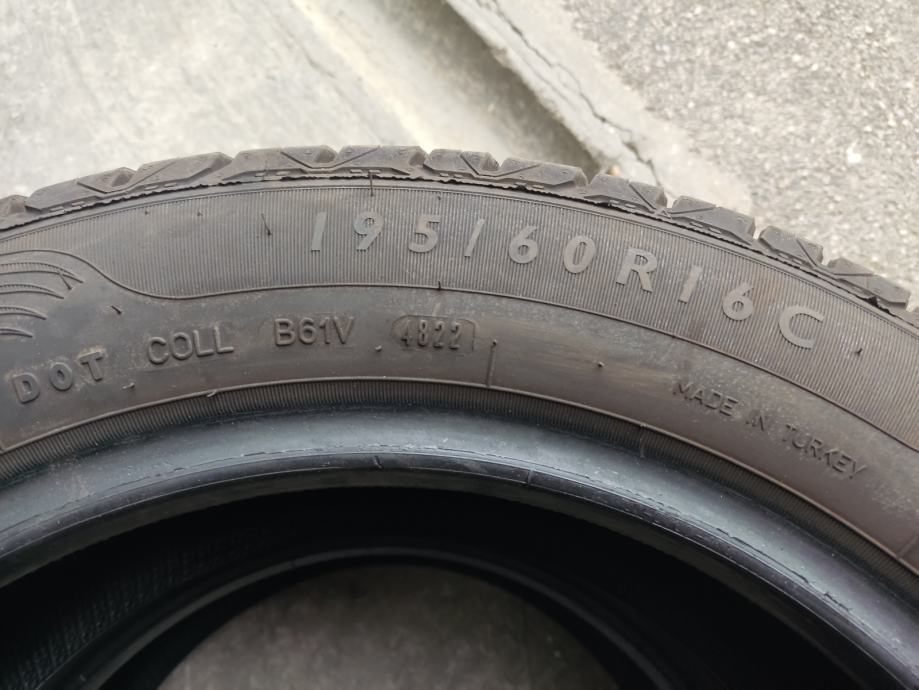 195/60R16C
DOT COLL B61V 4822
MADE IN TURKEY